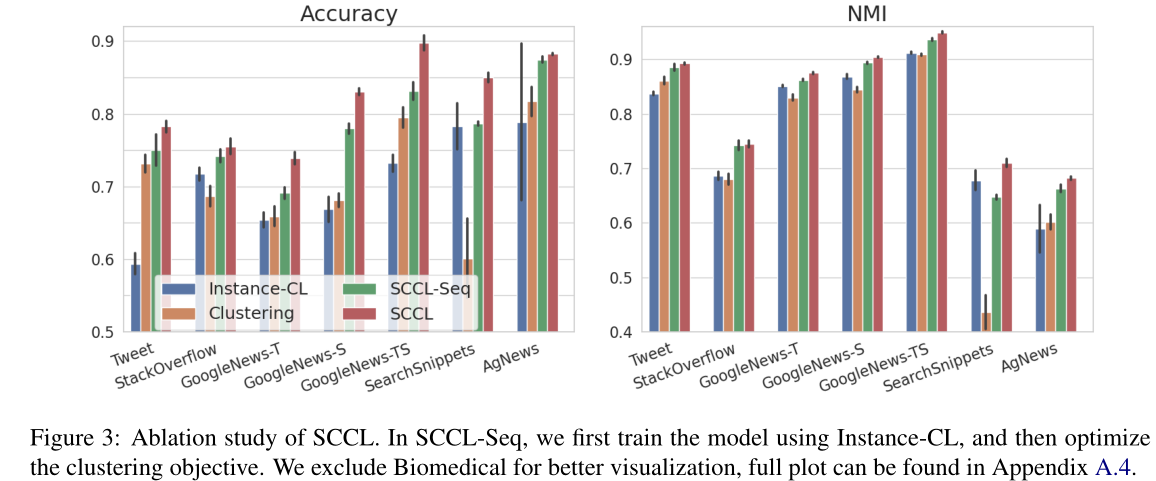 Accuracy
NMI
0.9
0.8
0.7
0.6
0.5
0.9
0.8
0.7
0.6
0.5
0.4
Instance-CL
SCCL-Seq
Clustering
SCCL
Tweet
StackOverflow
GoogleNews-T
GoogleNews-S
GoogleNews-TS
SearchSnippets
AgNews
Tweet
StackOverflow
GoogleNews-T
GoogleNews-S
GoogleNews-TS
SearchSnippets
AgNews
Figure 3: Ablation study of SCCL. In SCCL-Seq, we first train the model using Instance-CL, and then optimize
the clustering objective. We exclude Biomedical for better visualization, full plot can be found in Appendix A.4.